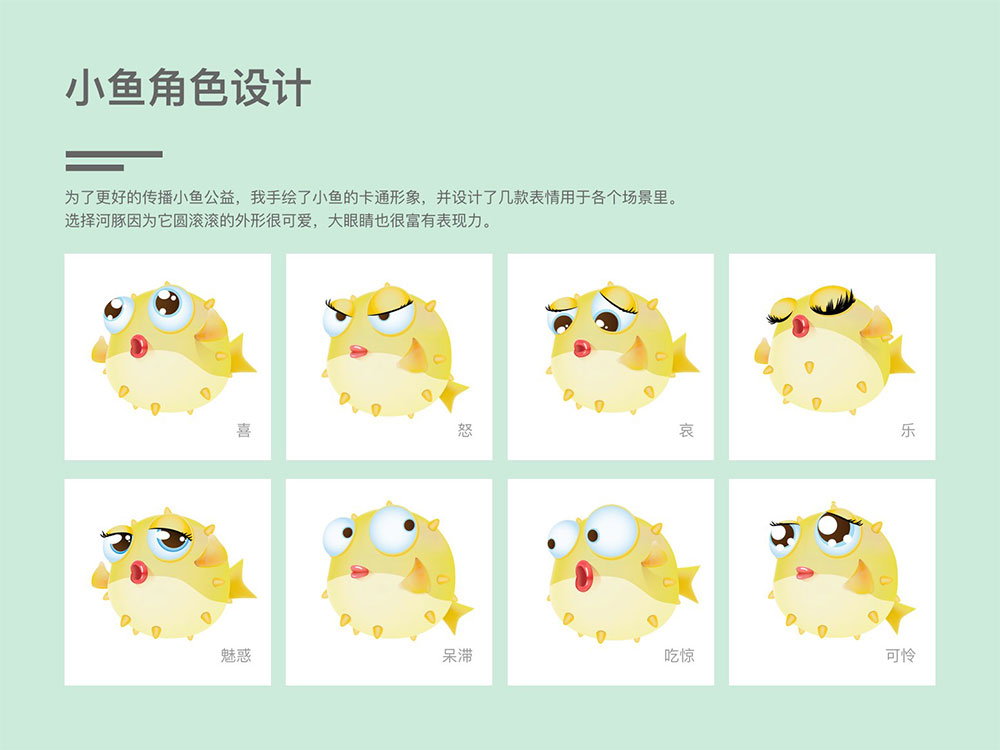 小鱼角色设计
为了更好的传播小鱼公益，我手绘了小鱼的卡通形象，并设计了几款表情用于各个场景里。
选择河豚因为它圆滚滚的外形很可爱，大眼睛也很富有表现力。
喜
怒
哀
乐
魅惑
呆滞
吃惊
可怜